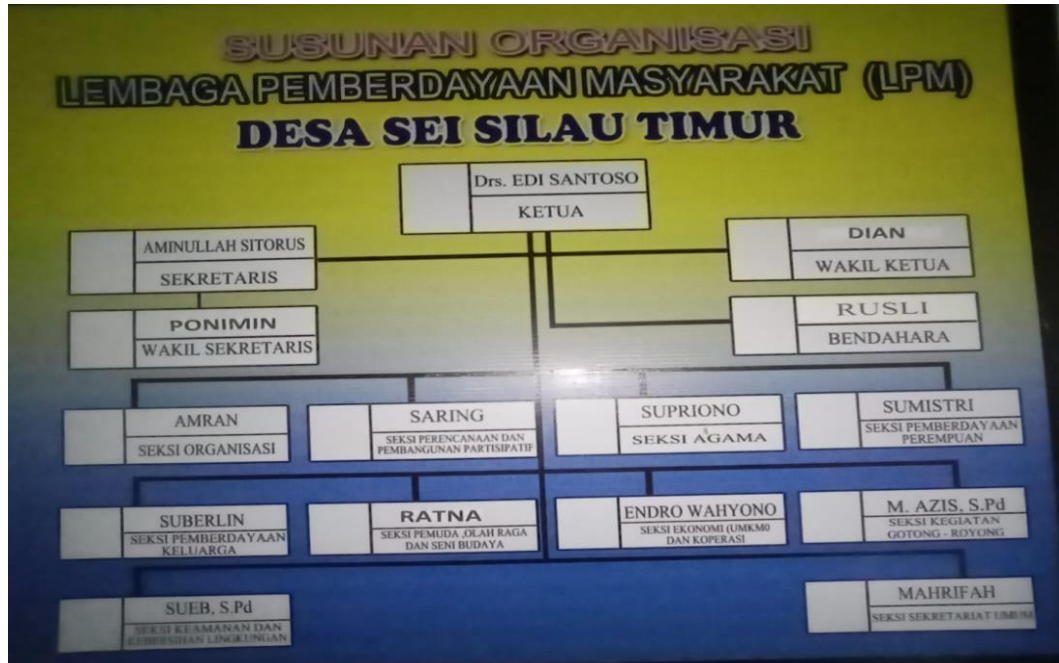 SUSUNAN ORGANISASI
LEMBAGA PEMBERDAYAAN MASYARAKAT (LPM)
DESA SEI SILAU TIMUR
Drs. EDI SANTOSO
KETUA
AMINULLAH SITORUS
SEKRETARIS
DIAN
WAKIL KETUA
PONIMIN
WAKIL SEKRETARIS
RUSLI
BENDAHARA
AMRAN
SEKSI ORGANISASI
SARING
SEKSI PERENCANAAN DAN
PEMBANGUNAN PARTISIPATIF
SUPRIONO
SEKSI AGAMA
SUMISTRI
SEKSI PEMBERDAYAAN
PEREMPUAN
SUBERLIN
SEKSI PEMBERDAYAAN
KELUARGA
RATNA
SEKSI PEMUDA ,OLAH RAGA
DAN SENI BUDAYA
ENDRO WAHYONO
SEKSI EKONOMI (UMKM0
DAN KOPERASI
M. AZIS, S.Pd
SEKSI KEGIATAN
GOTONG - ROYONG
SUEB, S.Pd
SEKSI KEAMANAN DAN
KEBERSIHAN LINGKUNGAN
MAHRIFAH
SEKSI SEKRETARIAT UMUM